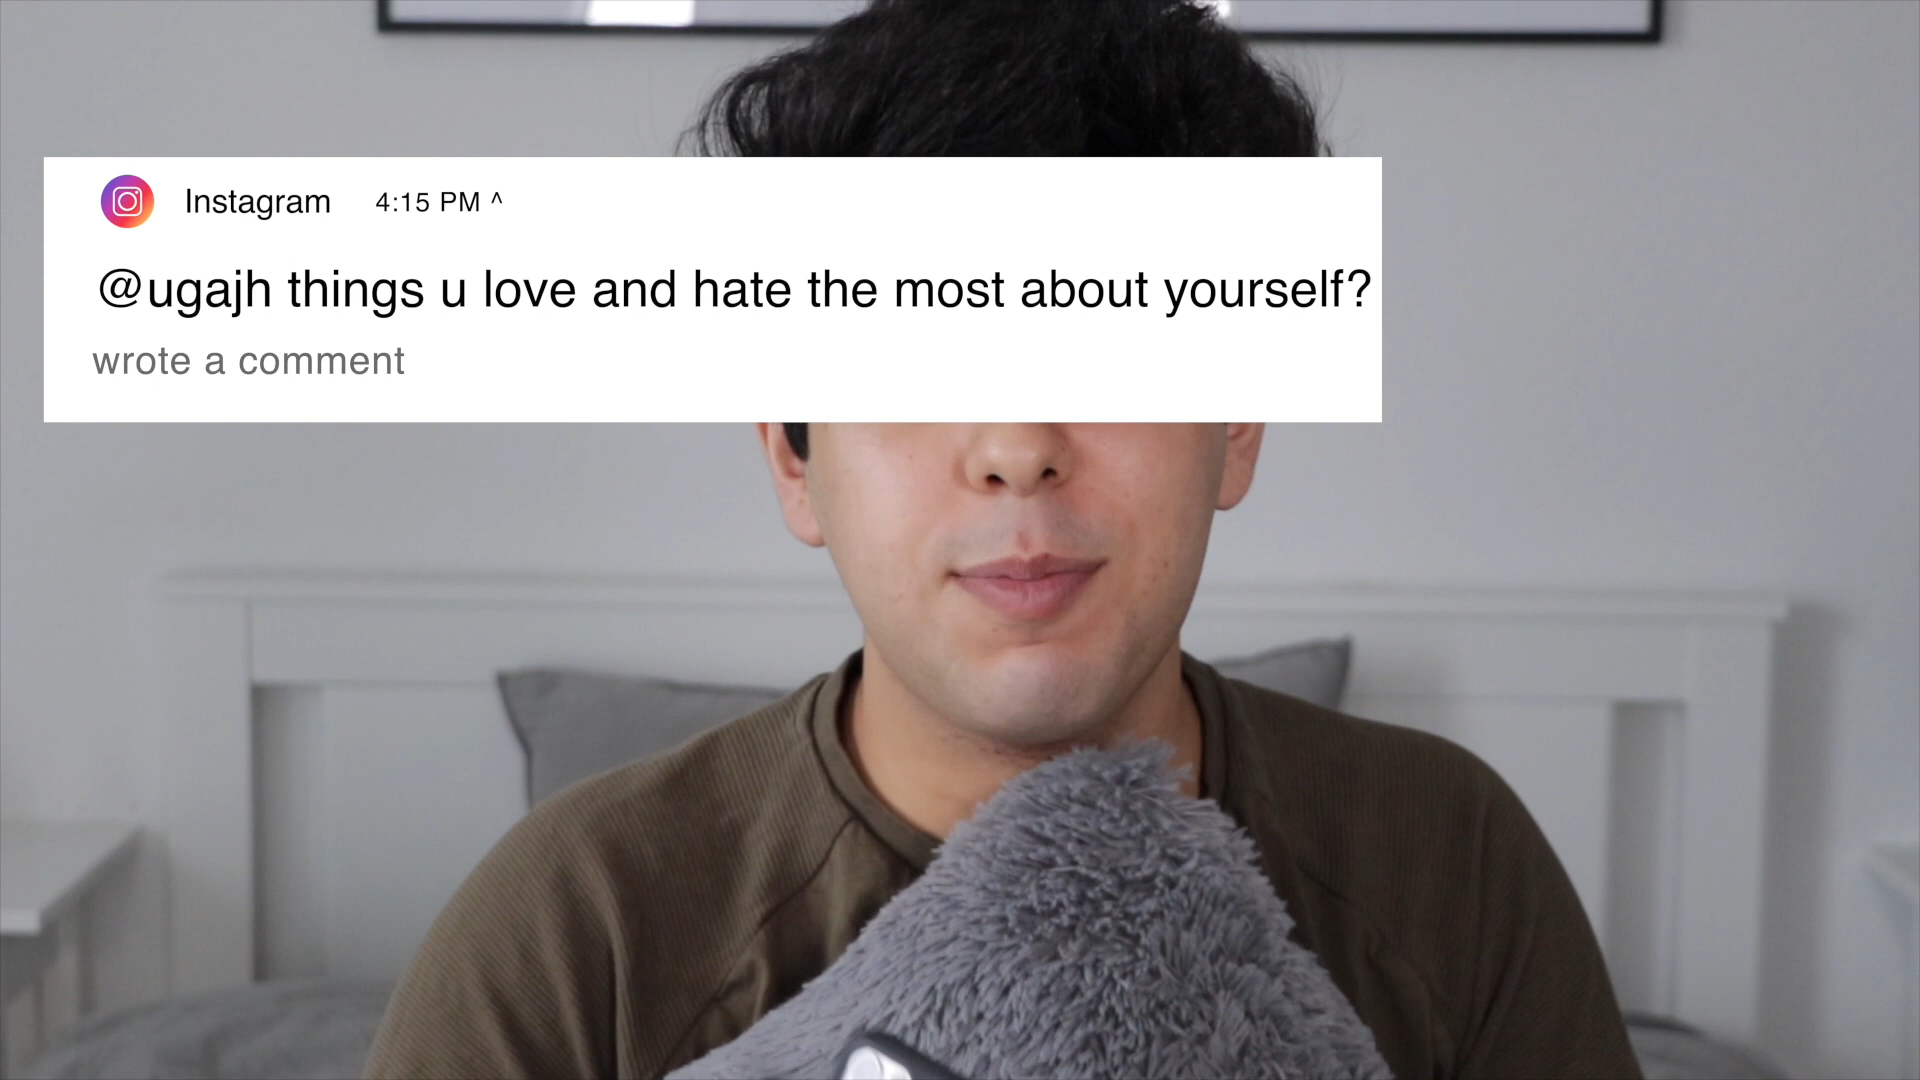 Instagram 4:15 PM ^
@ugajh things u love and hate the most about yourself?
wrote a comment